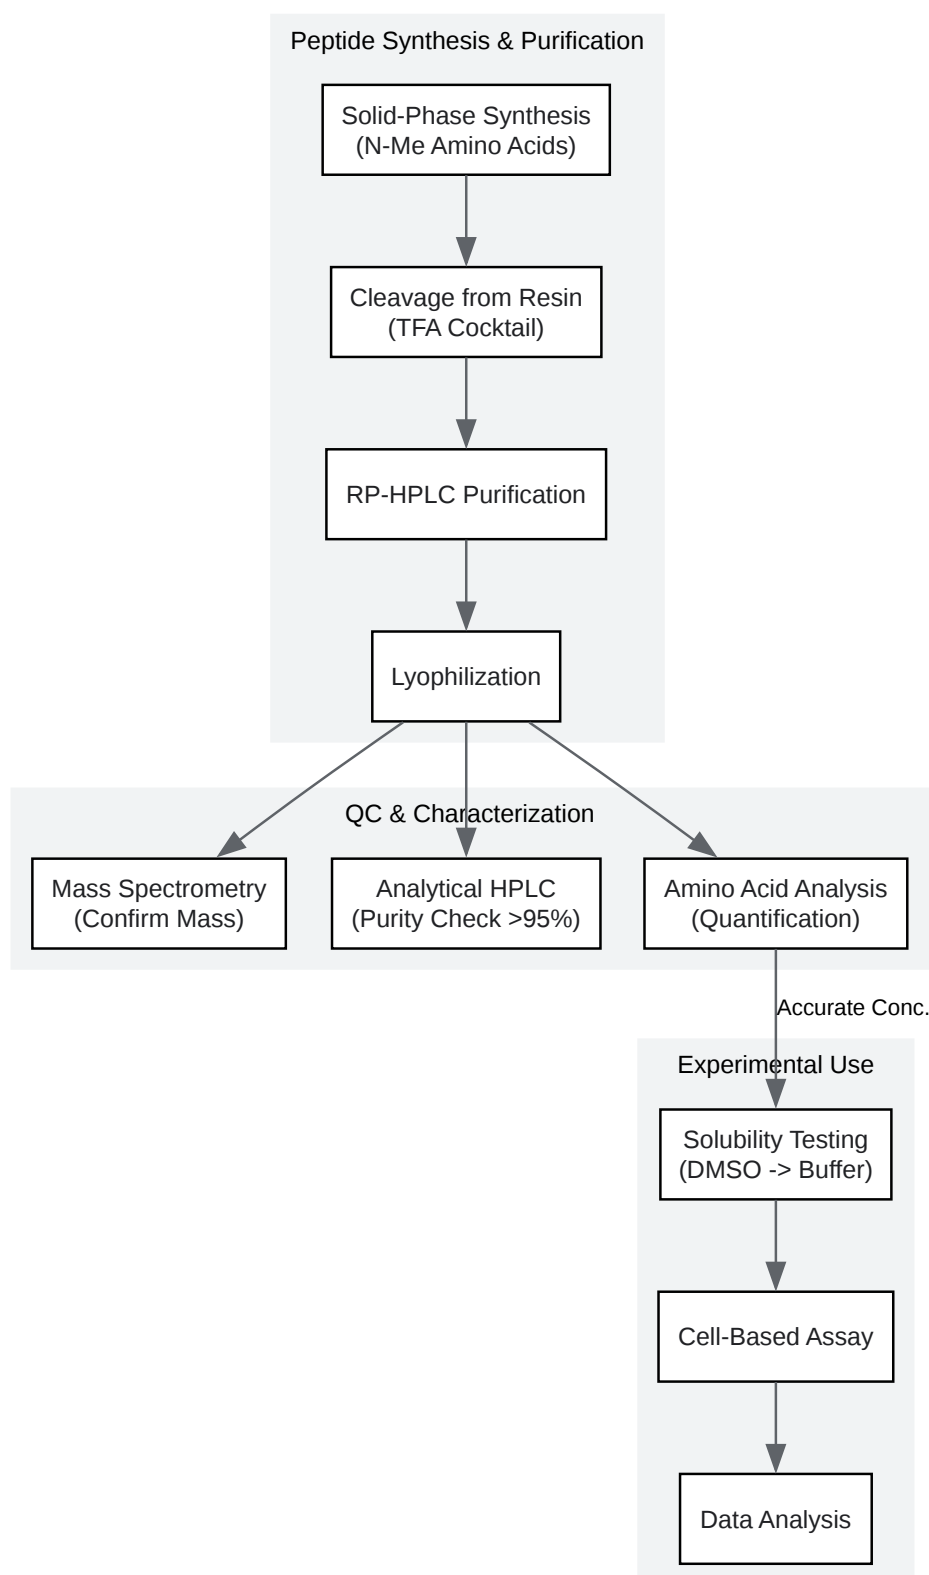 Peptide Synthesis & Purification
Solid-Phase Synthesis
(N-Me Amino Acids)
Cleavage from Resin
(TFA Cocktail)
RP-HPLC Purification
Lyophilization
QC & Characterization
Mass Spectrometry
(Confirm Mass)
Analytical HPLC
(Purity Check >95%)
Amino Acid Analysis
(Quantification)
Accurate Conc.
Experimental Use
Solubility Testing
(DMSO -> Buffer)
Cell-Based Assay
Data Analysis